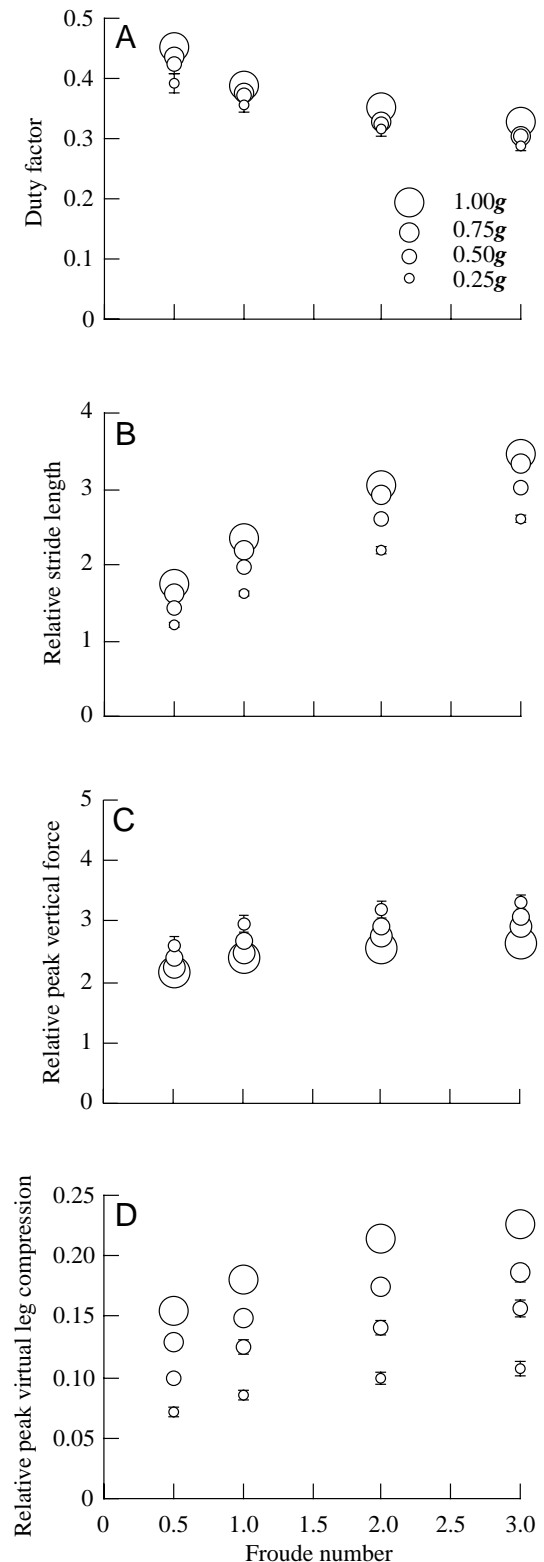 A
0.5
0.4
0.3
0.2
0.1
0
Duty factor
1.00g
0.75g
0.50g
0.25g
B
4
3
2
1
0
Relative stride length
C
5
4
3
2
1
0
Relative peak vertical force
D
0.25
0.20
0.15
0.10
0.05
0
Relative peak virtual leg compression
0 0.5 1.0 2.0 2.5 3.0
Froude number